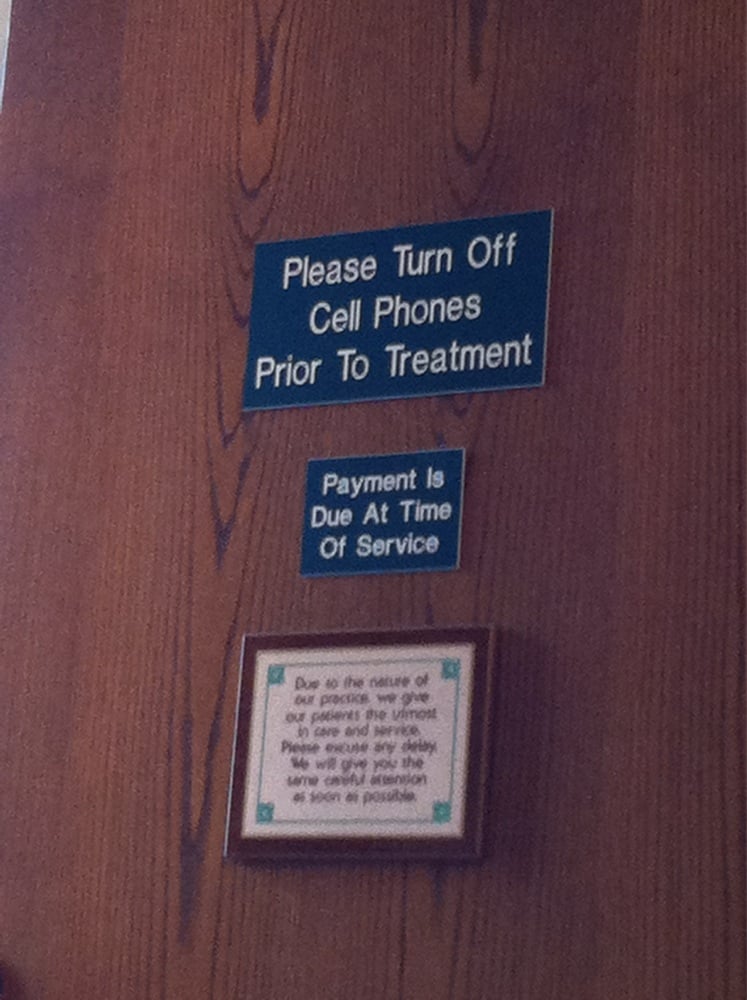 Please Turn Off
Cell Phones
Prior To Treatment
Payment Is
Due At Time
Of Service
Due to the nature of
our practice, we give
our patients the utmost
in care and service.
Please excuse any delay.
We will give you the
same careful attention
as soon as possible.